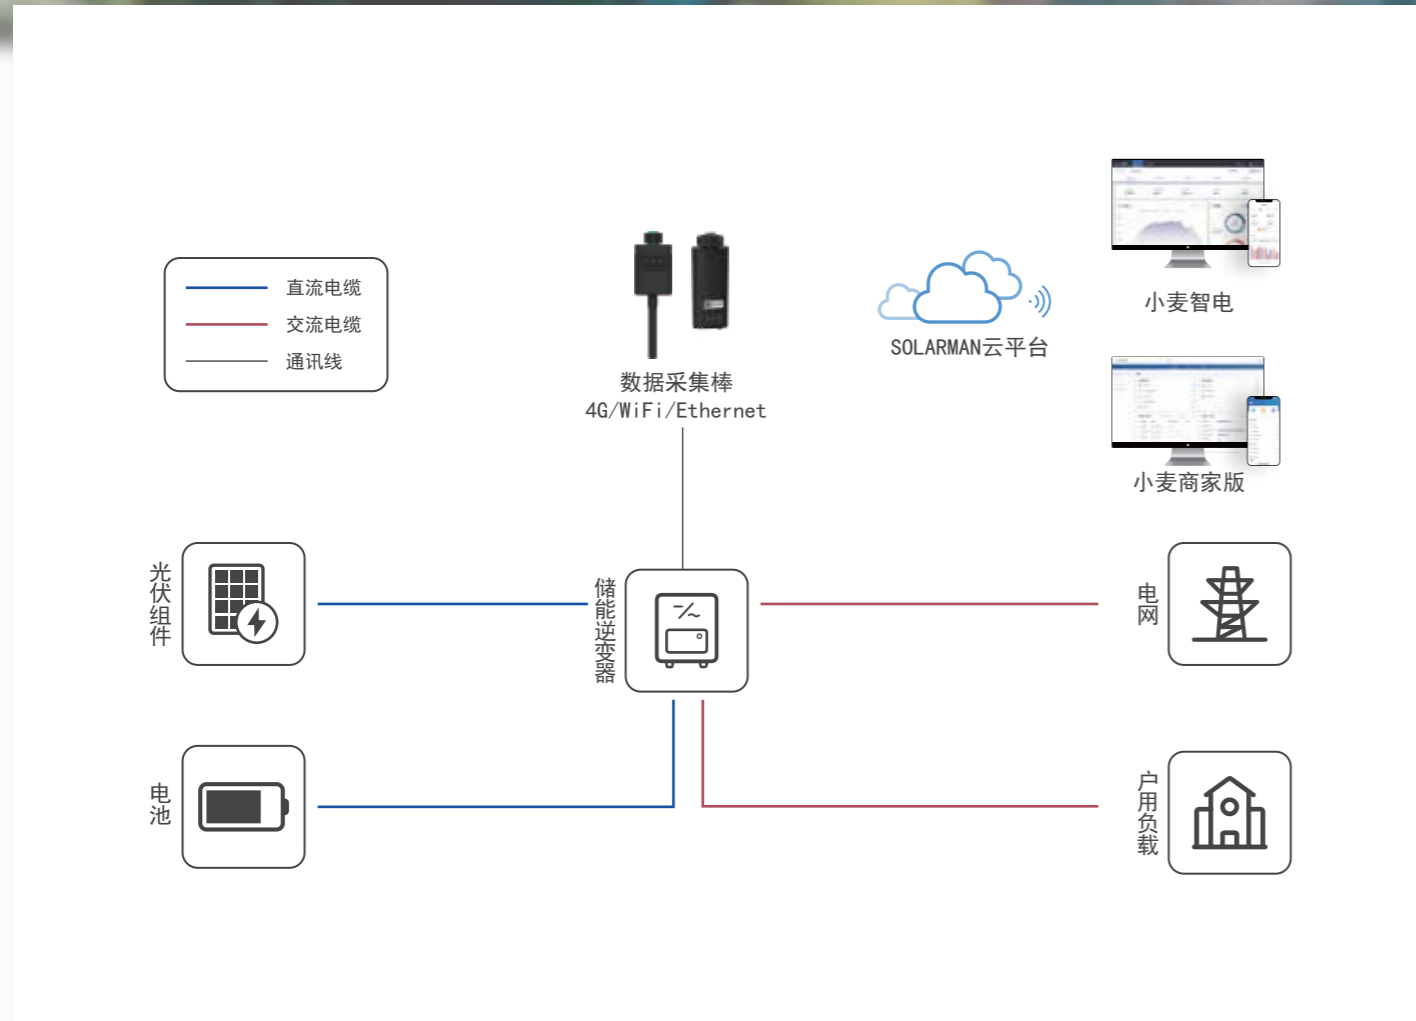 直流电缆
交流电缆
通讯线
数据采集棒
4G/WiFi/Ethernet
SOLARMAN云平台
小麦智电
小麦商家版
光伏组件
储能逆变器
电网
电池
户用负载